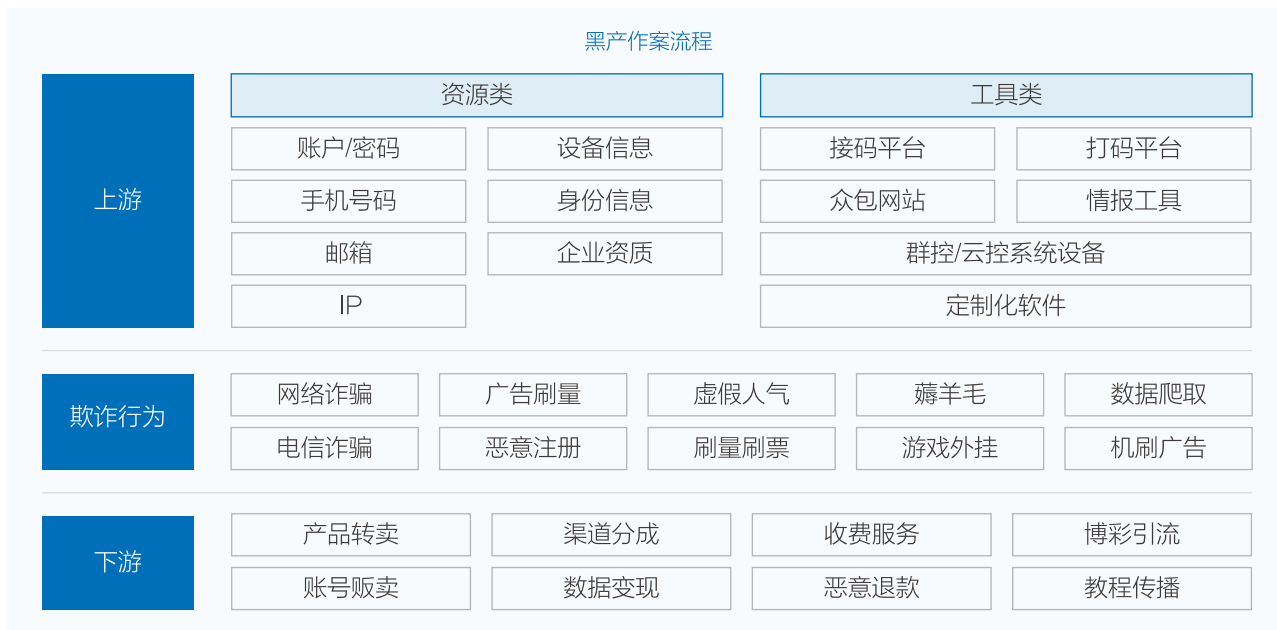 黑产作案流程
上游
资源类
工具类
账户/密码
设备信息
接码平台
打码平台
手机号码
身份信息
众包网站
情报工具
邮箱
企业资质
群控/云控系统设备
IP
定制化软件
欺诈行为
网络诈骗
广告刷量
虚假人气
薅羊毛
数据爬取
电信诈骗
恶意注册
刷量刷票
游戏外挂
机刷广告
下游
产品转卖
渠道分成
收费服务
博彩引流
账号贩卖
数据变现
恶意退款
教程传播